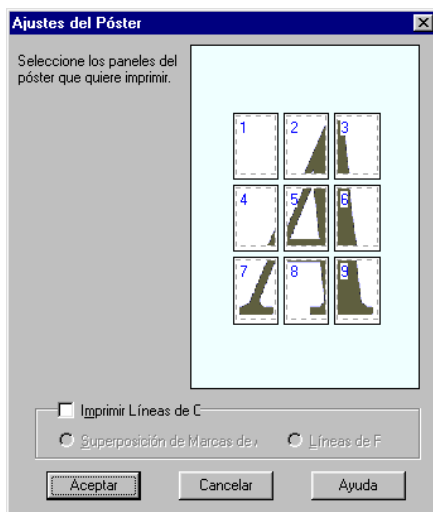 Ajustes del Póster
Seleccione los paneles del
póster que quiere imprimir.
1 2 3
4 5 6
7 8 9
Imprimir Líneas de C
Superposición de Marcas de
Líneas de F
Aceptar Cancelar Ayuda